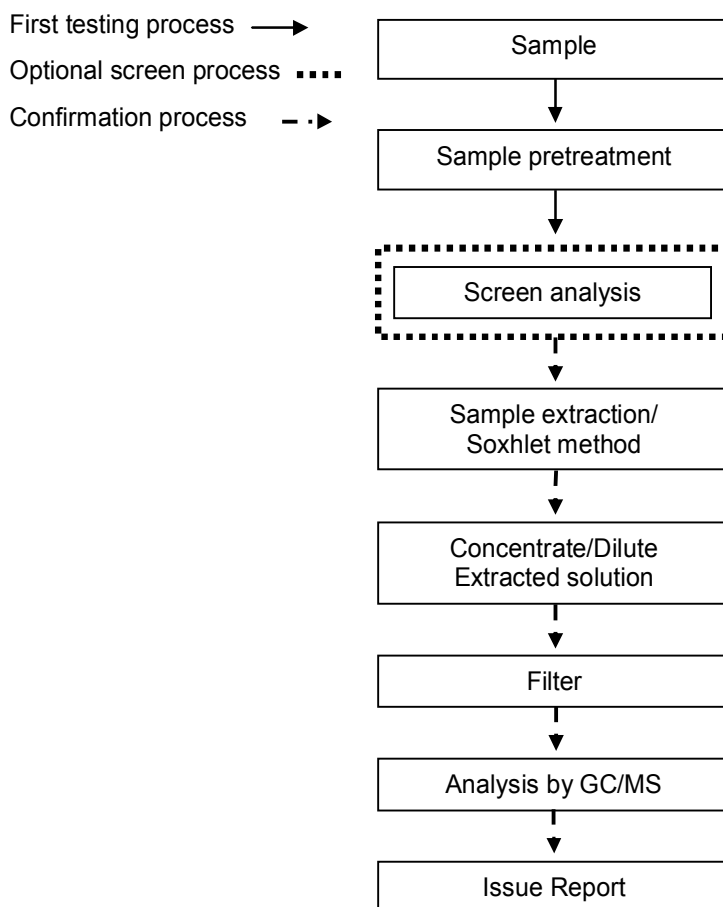 First testing process
Optional screen process
Confirmation process
Sample
Sample pretreatment
Screen analysis
Sample extraction/
Soxhlet method
Concentrate/Dilute
Extracted solution
Filter
Analysis by GC/MS
Issue Report